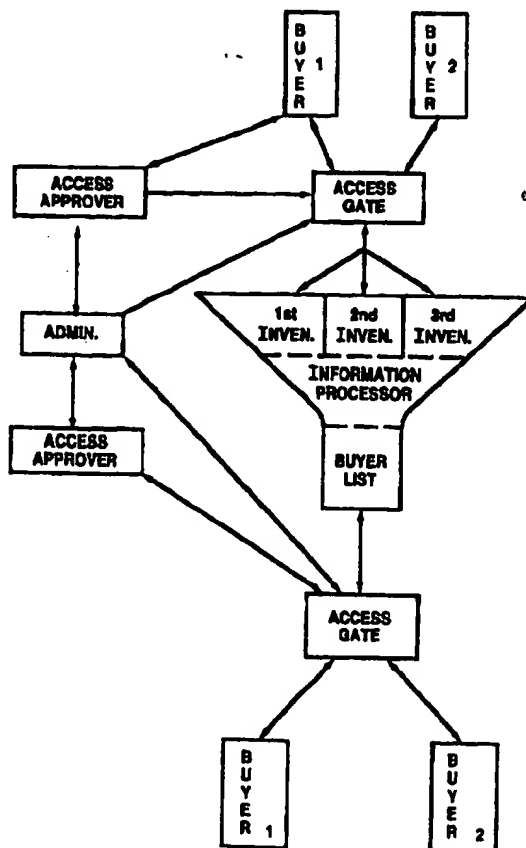 BUYER 1
BUYER 2
ACCESS
APPROVER
ACCESS
GATE
ADMIN.
1st
INVEN.
2nd
INVEN.
3rd
INVEN.
INFORMATION
PROCESSOR
ACCESS
APPROVER
BUYER
LIST
ACCESS
GATE
BUYER 1
BUYER 2